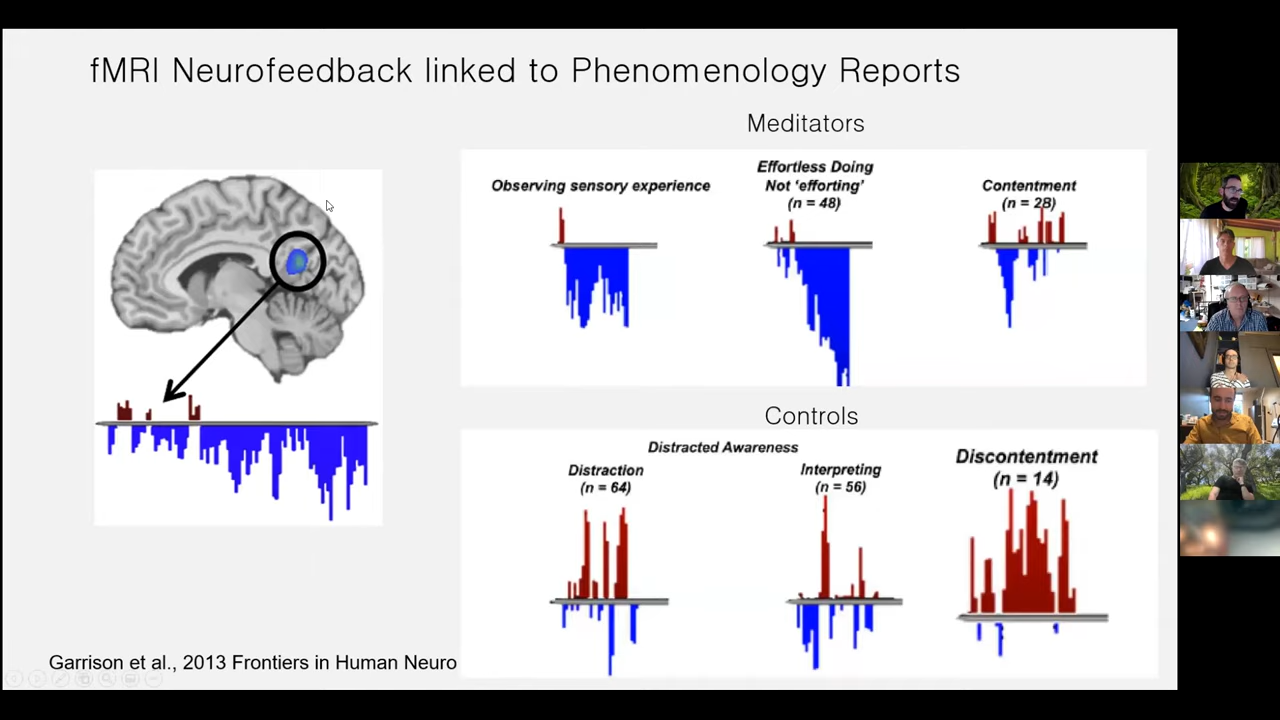 fMRI Neurofeedback linked to Phenomenology Reports
Meditators
Observing sensory experience
Effortless Doing
Not ‘efforting’
(n = 48)
Contentment
(n = 28)
Controls
Distracted Awareness
Distraction
(n = 64)
Interpreting
(n = 56)
Discontentment
(n = 14)
Garrison et al., 2013 Frontiers in Human Neuro